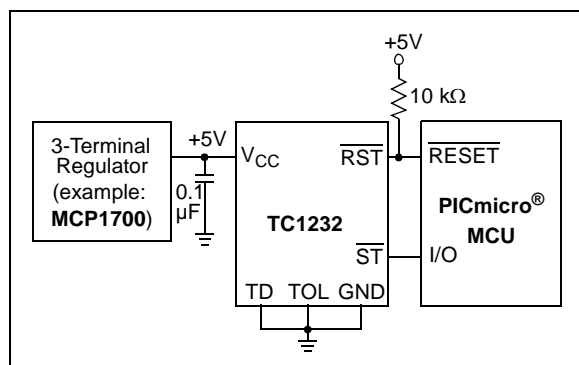 +5V
10 kΩ
3-Terminal
Regulator
(example:
MCP1700)
+5V
0.1
µF
VCC
RST
TC1232
ST
TD TOL GND
RESET
PICmicro®
MCU
I/O